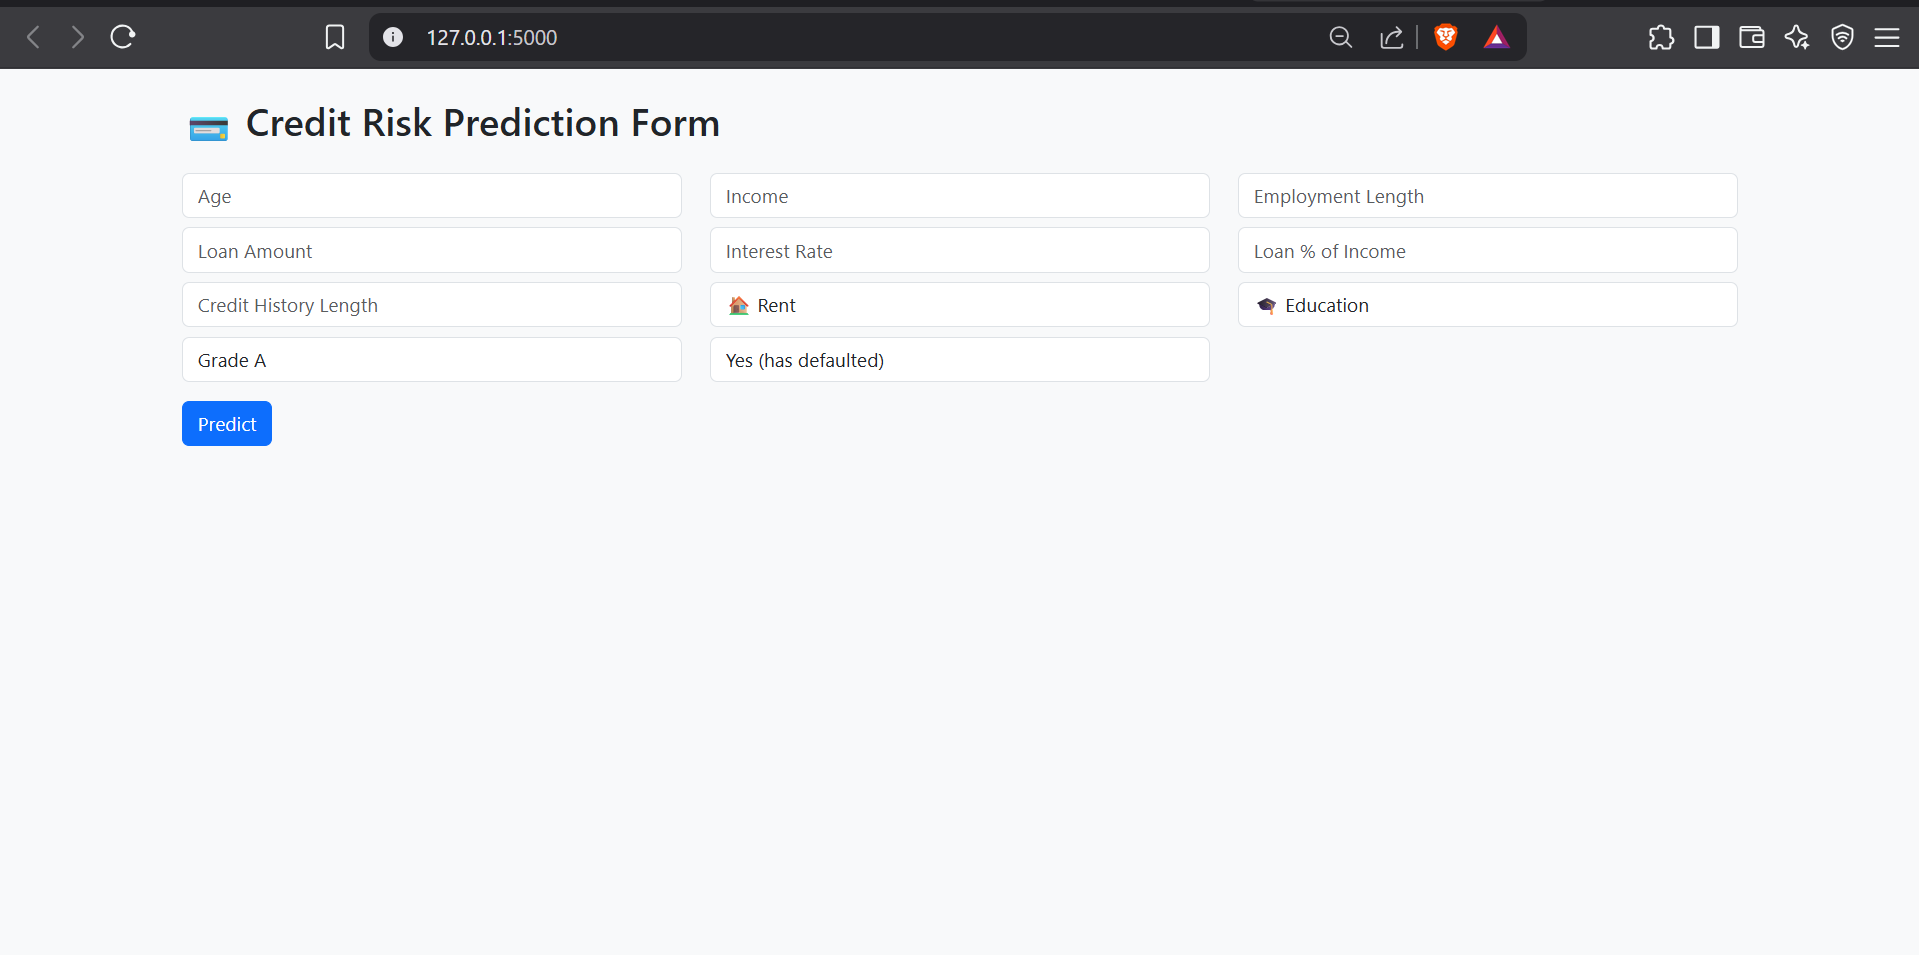 127.0.0.1:5000
Credit Risk Prediction Form
Age
Income
Employment Length
Loan Amount
Interest Rate
Loan % of Income
Credit History Length
Rent
Education
Grade A
Yes (has defaulted)
Predict